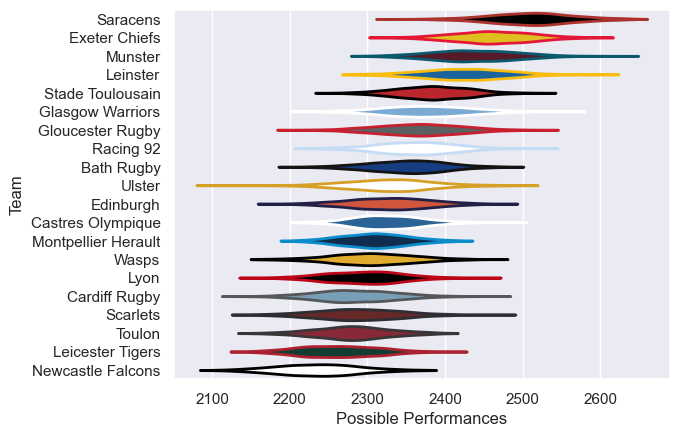 Saracens
Exeter Chiefs
Munster
Leinster
Stade Toulousain
Glasgow Warriors
Gloucester Rugby
Racing 92
Bath Rugby
Ulster
Edinburgh
Castres Olympique
Montpellier Herault
Wasps
Lyon
Cardiff Rugby
Scarlets
Toulon
Leicester Tigers
Newcastle Falcons
Team
2100 2200 2300 2400 2500 2600
Possible Performances